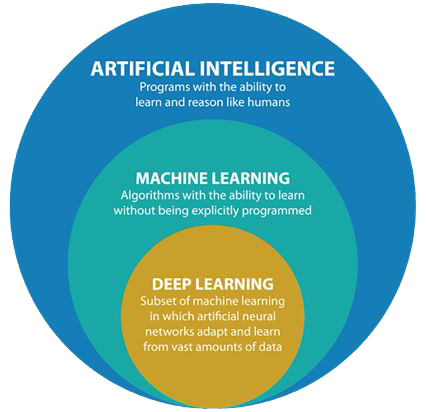 ARTIFICIAL INTELLIGENCE
Programs with the ability to
learn and reason like humans
MACHINE LEARNING
Algorithms with the ability to learn
without being explicitly programmed
DEEP LEARNING
Subset of machine learning
in which artificial neural
networks adapt and learn
from vast amounts of data